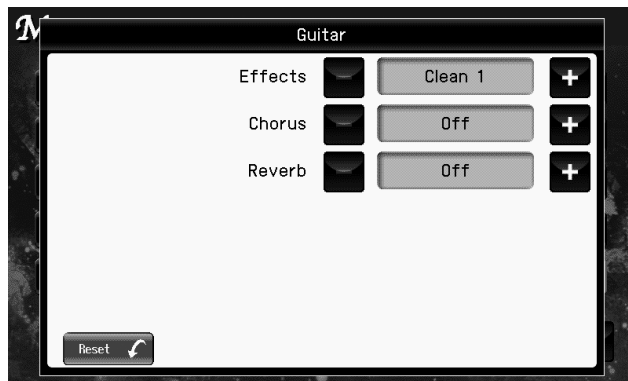 M
Guitar
Effects - Clean 1 +
Chorus - Off +
Reverb - Off +
Reset